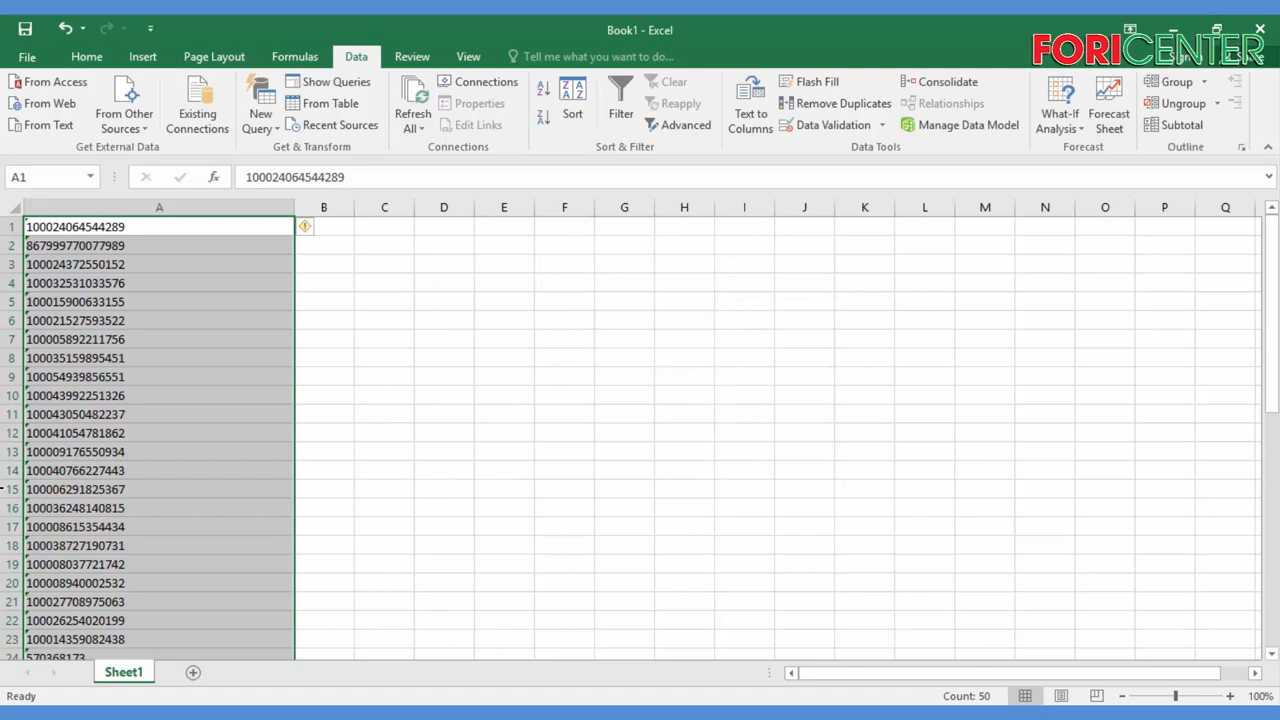 Book1 - Excel
FORICENTER
File Home Insert Page Layout Formulas Data Review View Tell me what you want to do...
From Access
From Web
From Text
From Other Sources
Get External Data
Existing Connections
New Query
Show Queries
From Table
Recent Sources
Get & Transform
Refresh All
Connections
Properties
Edit Links
Connections
Sort
Filter
Clear
Reapply
Advanced
Sort & Filter
Text to Columns
Flash Fill
Remove Duplicates
Data Validation
Consolidate
Relationships
Manage Data Model
Data Tools
What-If Analysis
Forecast Sheet
Forecast
Group
Ungroup
Subtotal
Outline
A1 fx 100024064544289
A B C D E F G H I J K L M N O P Q
1 100024064544289
2 867999770077989
3 100024372550152
4 100032531033576
5 100015900633155
6 100021527593522
7 100005892211756
8 100035159895451
9 100054939856551
10 100043992251326
11 100043050482237
12 100041054781862
13 100009176550934
14 100040766227443
15 100006291825367
16 100036248140815
17 100008615354434
18 100038727190731
19 100008037721742
20 100008940002532
21 100027708975063
22 100026254020199
23 100014359082438
24 570368173
Sheet1
Ready Count: 50 100%